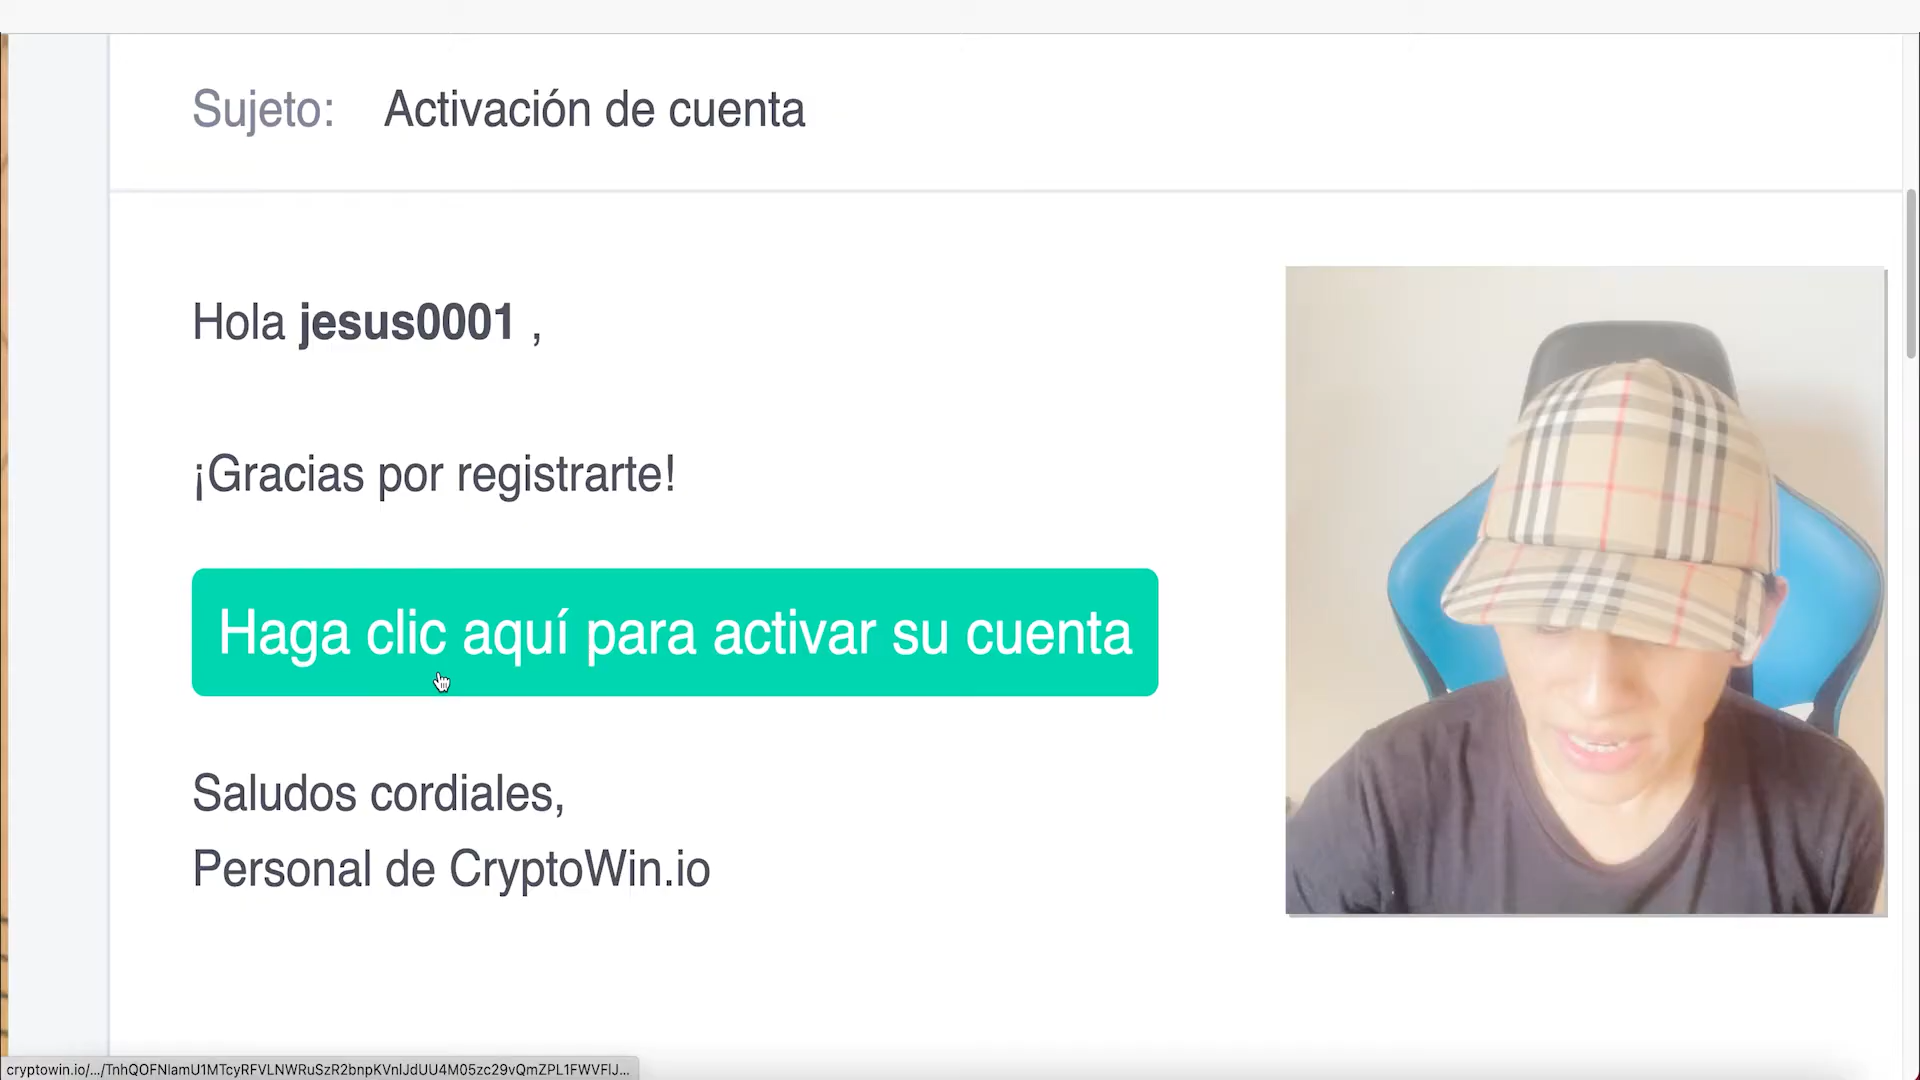 Sujeto: Activación de cuenta
Hola jesus0001 ,
¡Gracias por registrarte!
Haga clic aquí para activar su cuenta
Saludos cordiales,
Personal de CryptoWin.io